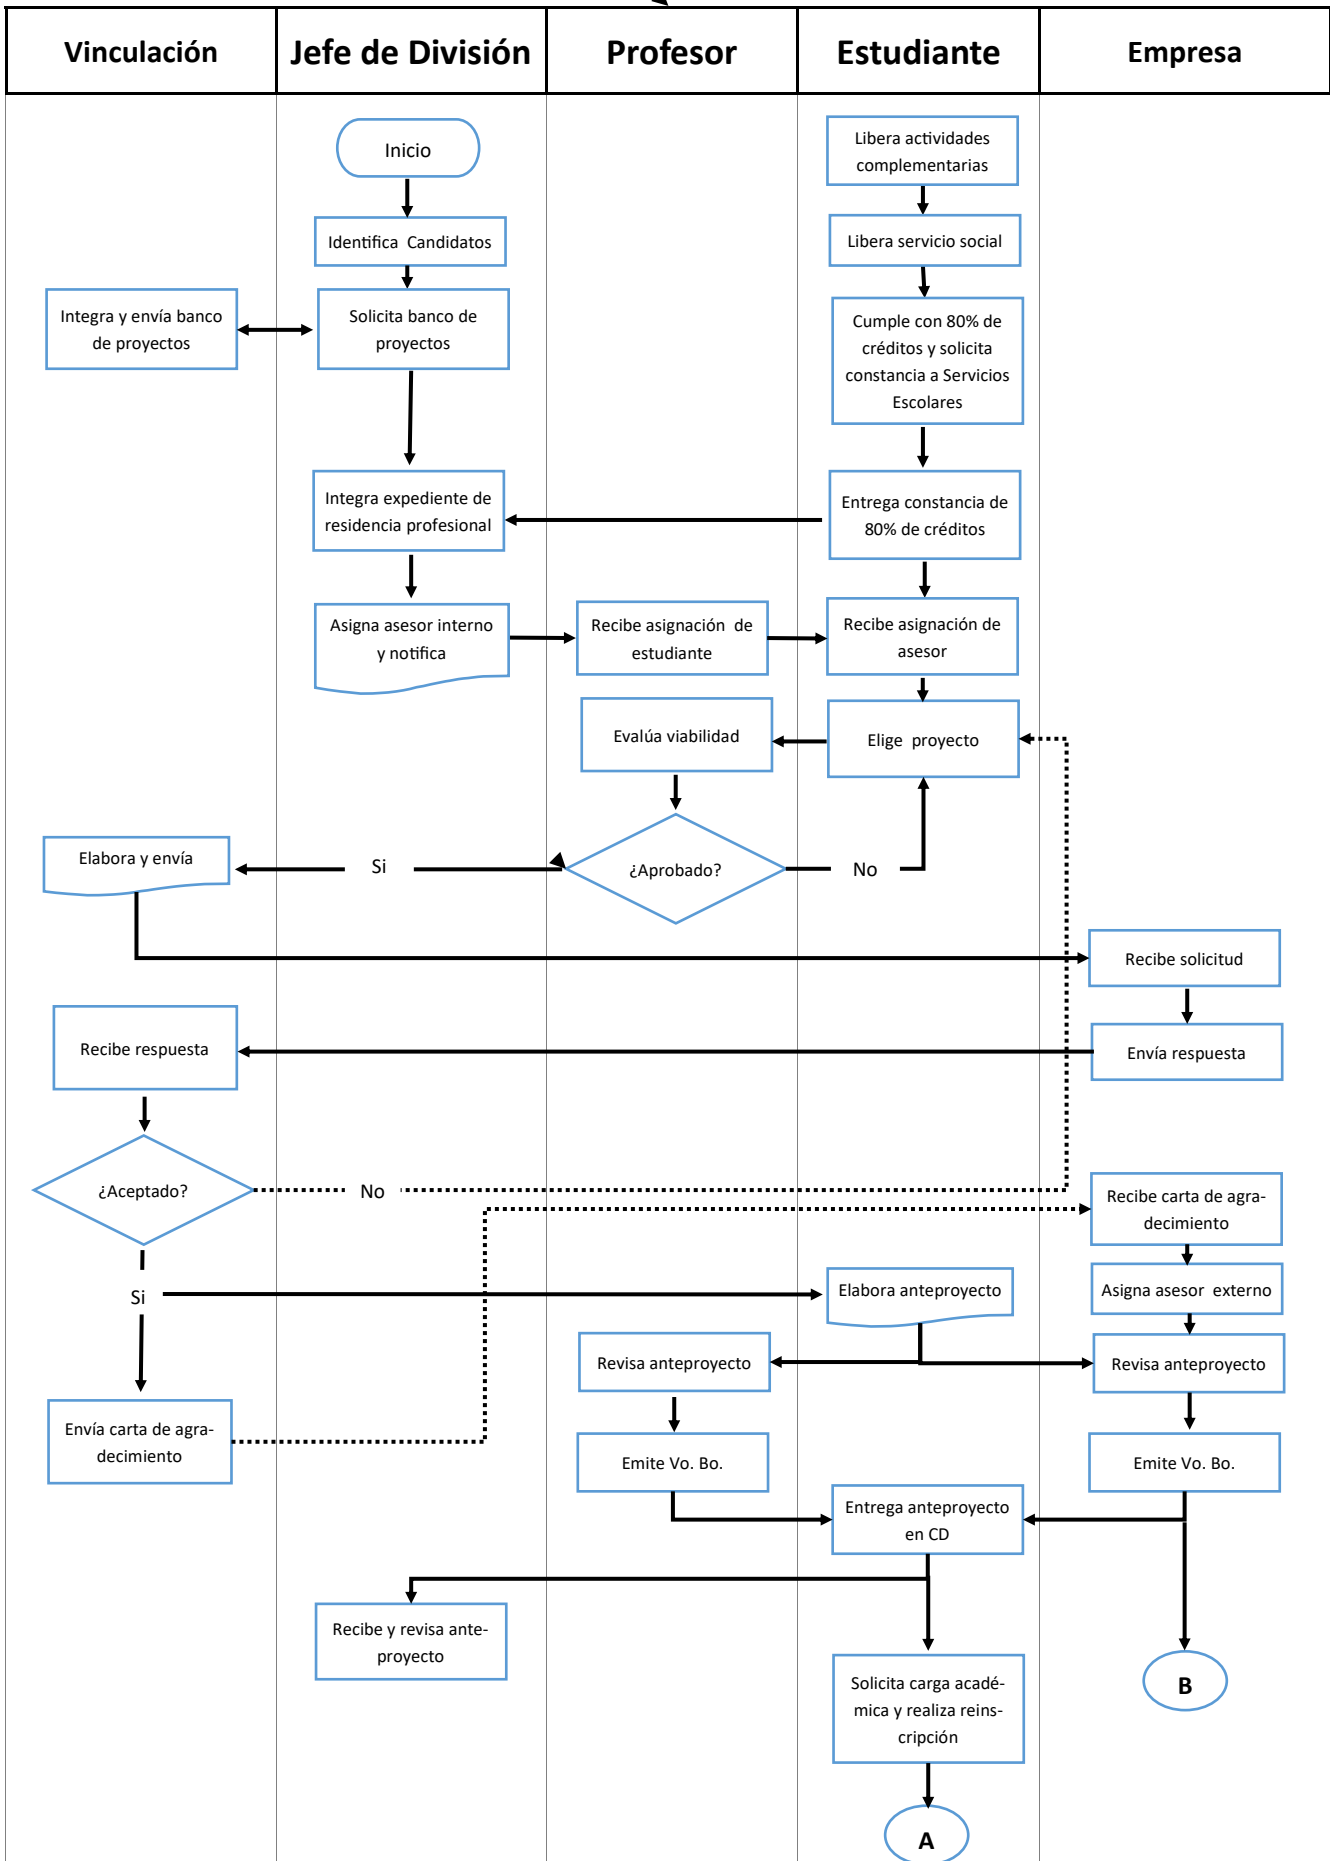 Vinculación
Jefe de División
Profesor
Estudiante
Empresa
Inicio
Libera actividades
complementarias
Identifica Candidatos
Libera servicio social
Integra y envía banco
de proyectos
Solicita banco de
proyectos
Cumple con 80% de
créditos y solicita
constancia a Servicios
Escolares
Integra expediente de
residencia profesional
Entrega constancia de
80% de créditos
Asigna asesor interno
y notifica
Recibe asignación de
estudiante
Recibe asignación de
asesor
Evalúa viabilidad
Elige proyecto
Elabora y envía
Si
¿Aprobado?
No
Recibe solicitud
Recibe respuesta
Envía respuesta
¿Aceptado?
No
Recibe carta de agra-
decimiento
Si
Elabora anteproyecto
Asigna asesor externo
Revisa anteproyecto
Revisa anteproyecto
Envía carta de agra-
decimiento
Emite Vo. Bo.
Emite Vo. Bo.
Entrega anteproyecto
en CD
Recibe y revisa ante-
proyecto
Solicita carga acadé-
mica y realiza reins-
cripción
B
A